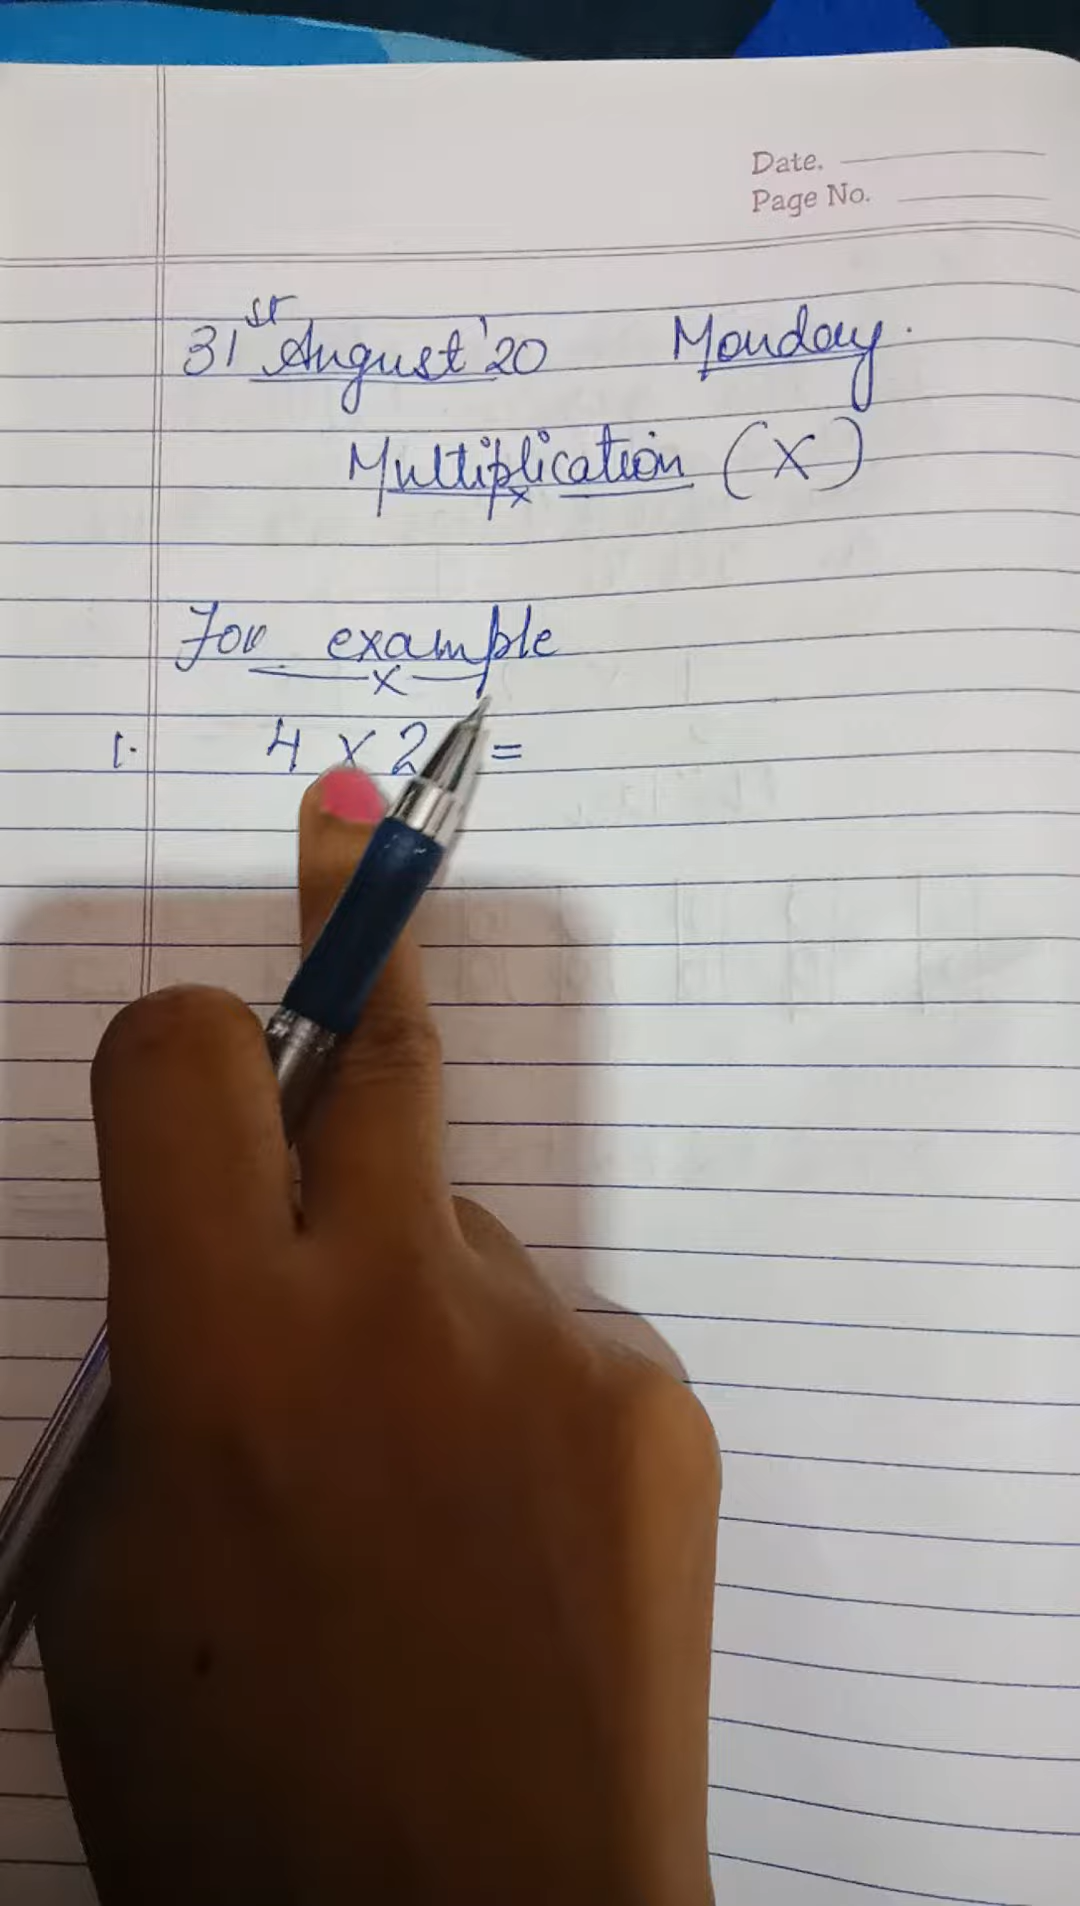 Date.
Page No.
31st August '20 Monday.
Multiplication (x)
For example
1. 4 x 2 =